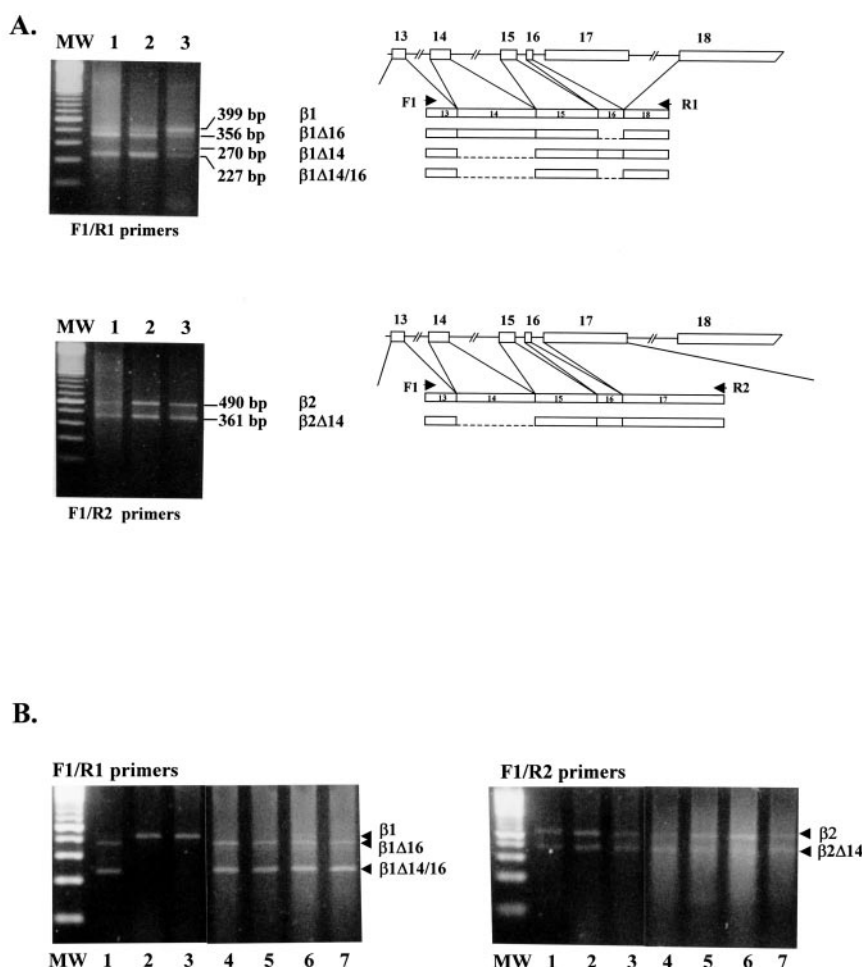 A.
MW 1 2 3
399 bp β1
356 bp β1Δ16
270 bp β1Δ14
227 bp β1Δ14/16
F1/R1 primers
13 14 15 16 17 18
F1 R1
13 14 15 16 18
MW 1 2 3
490 bp β2
361 bp β2Δ14
F1/R2 primers
13 14 15 16 17 18
F1 R2
13 14 15 16 17
B.
F1/R1 primers
β1
β1Δ16
β1Δ14/16
MW 1 2 3 4 5 6 7
F1/R2 primers
β2
β2Δ14
MW 1 2 3 4 5 6 7